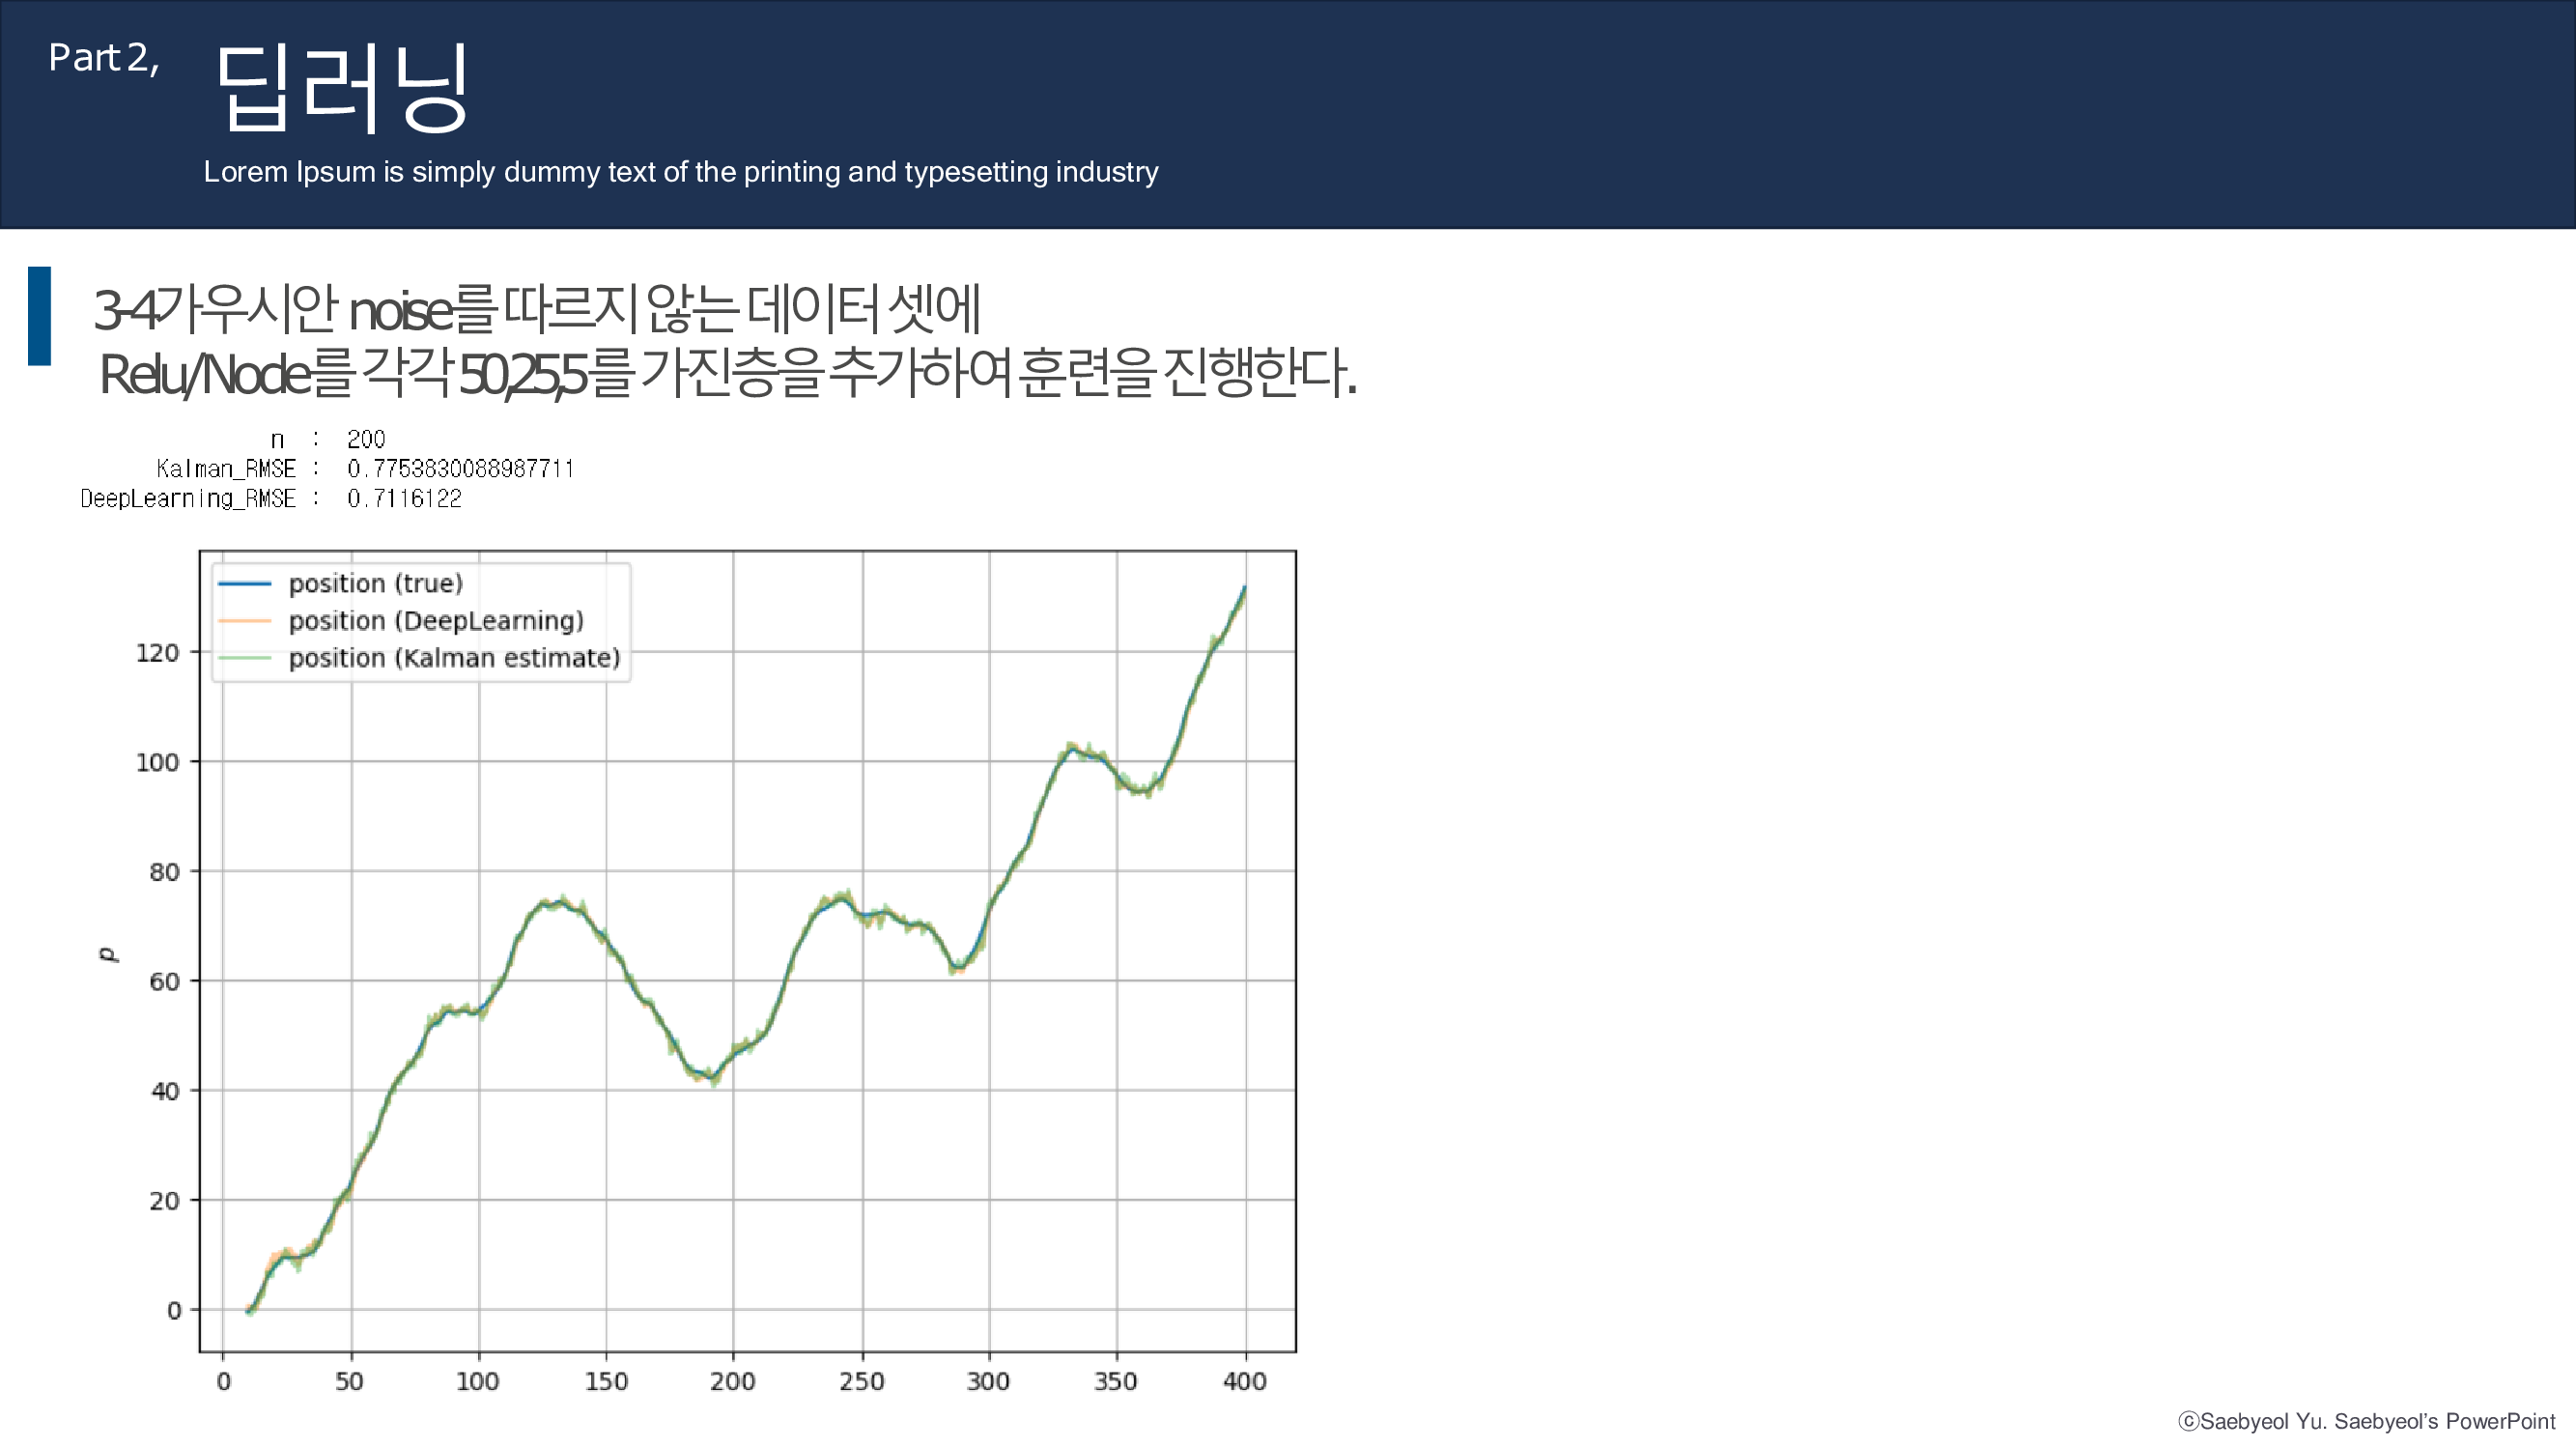 Part 2,
딥러닝
Lorem Ipsum is simply dummy text of the printing and typesetting industry
3-4가우시안 noise를 따르지 않는 데이터 셋에
Relu/Node를 각각 50,25,5 를 가진층을 추가하여 훈련을 진행한다.
n : 200
Kalman_RMSE : 0.7753830088987711
DeepLearning_RMSE : 0.7116122
position (true)
position (DeepLearning)
position (Kalman estimate)
120
100
80
p
60
40
20
0
0 50 100 150 200 250 300 350 400
ⓒSaebyeol Yu. Saebyeol’s PowerPoint